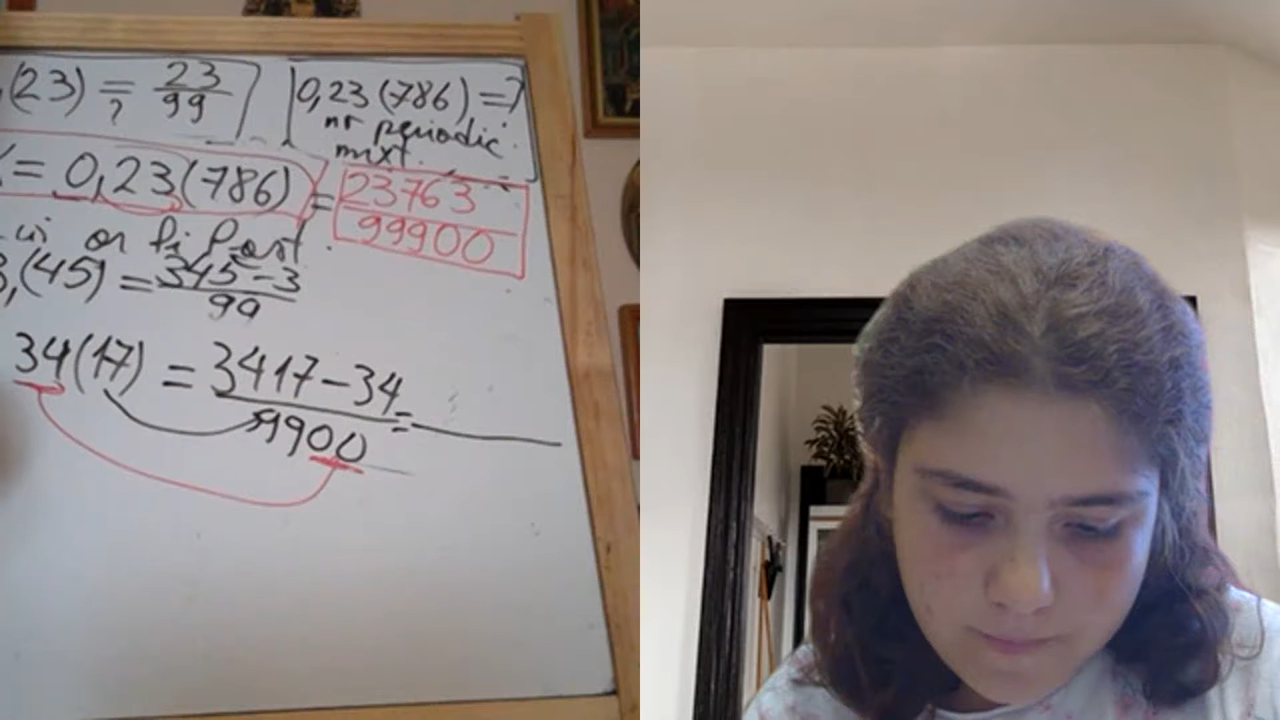 (23) = 23/99
?
0,23(786) = ?
nr periodic
mixt.
= 0,23(786) = 23763/99900
,(45) = 345-3/99
34(17) = 3417-34/9900 =